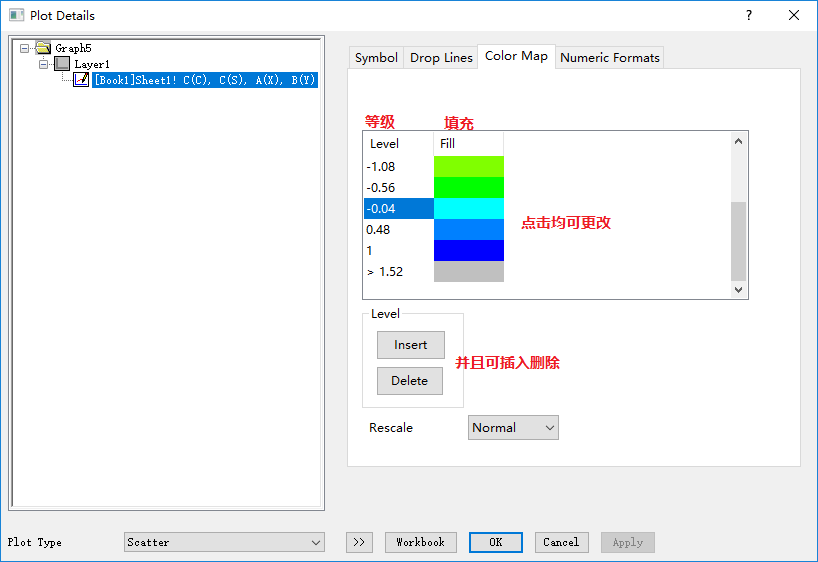 Plot Details
?
Graph5
Layer1
[Book1]Sheet1! C(C), C(S), A(X), B(Y)
Symbol
Drop Lines
Color Map
Numeric Formats
等级
填充
Level
Fill
-1.08
-0.56
-0.04
0.48
1
> 1.52
点击均可更改
Level
Insert
Delete
并且可插入删除
Rescale
Normal
Plot Type
Scatter
>>
Workbook
OK
Cancel
Apply